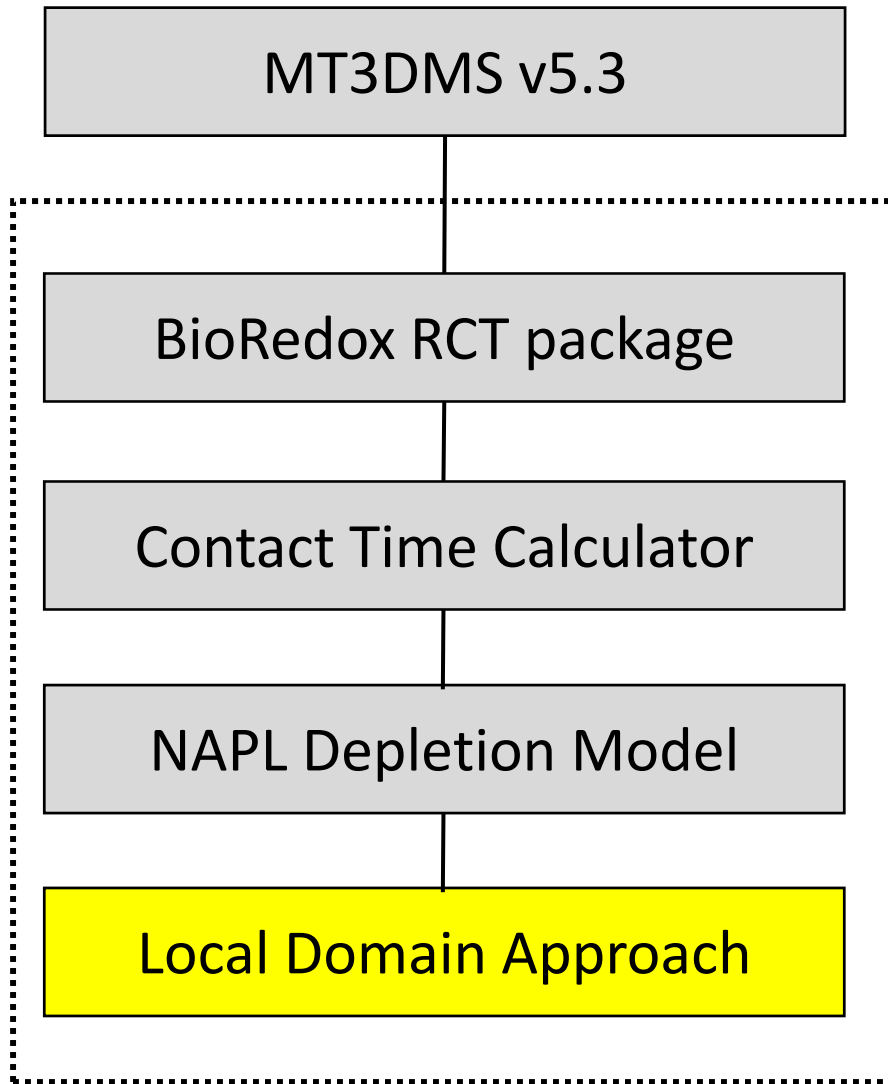 MT3DMS v5.3
BioRedox RCT package
Contact Time Calculator
NAPL Depletion Model
Local Domain Approach